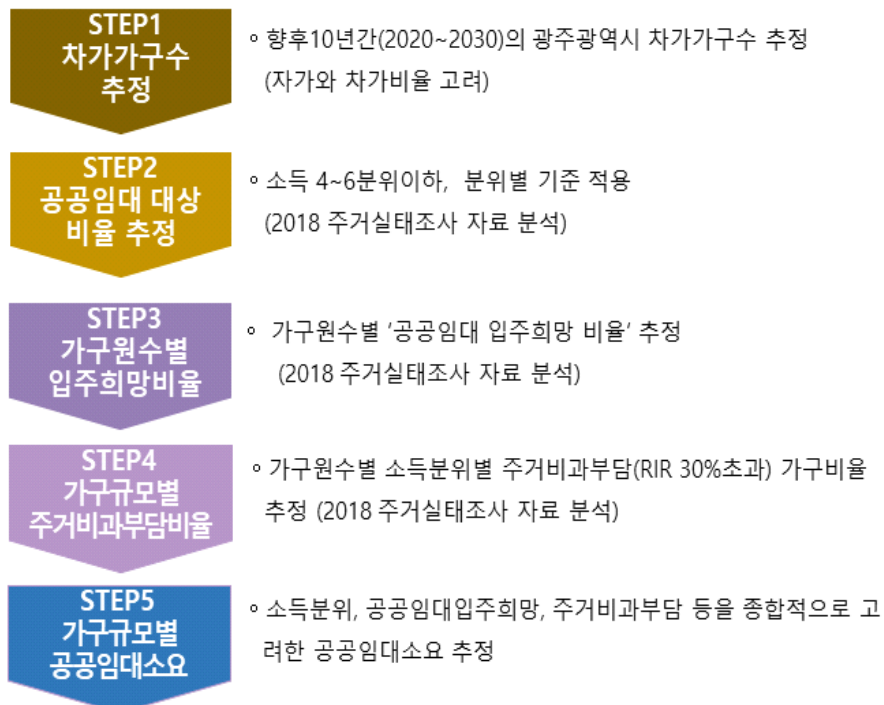 STEP1
차가가구수
추정
° 향후10년간(2020~2030)의 광주광역시 차가가구수 추정
(자가와 차가비율 고려)
STEP2
공공임대 대상
비율 추정
° 소득 4~6분위이하, 분위별 기준 적용
(2018 주거실태조사 자료 분석)
STEP3
가구원수별
입주희망비율
° 가구원수별 ‘공공임대 입주희망 비율’ 추정
(2018 주거실태조사 자료 분석)
STEP4
가구규모별
주거비과부담비율
° 가구원수별 소득분위별 주거비과부담(RIR 30%초과) 가구비율
추정 (2018 주거실태조사 자료 분석)
STEP5
가구규모별
공공임대소요
° 소득분위, 공공임대입주희망, 주거비과부담 등을 종합적으로 고
려한 공공임대소요 추정